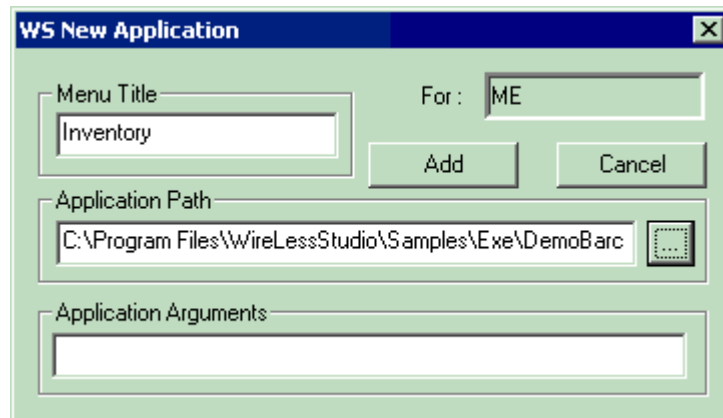 WS New Application
Menu Title
For : ME
Inventory
Add Cancel
Application Path
C:\Program Files\WireLessStudio\Samples\Exe\DemoBarc ...
Application Arguments